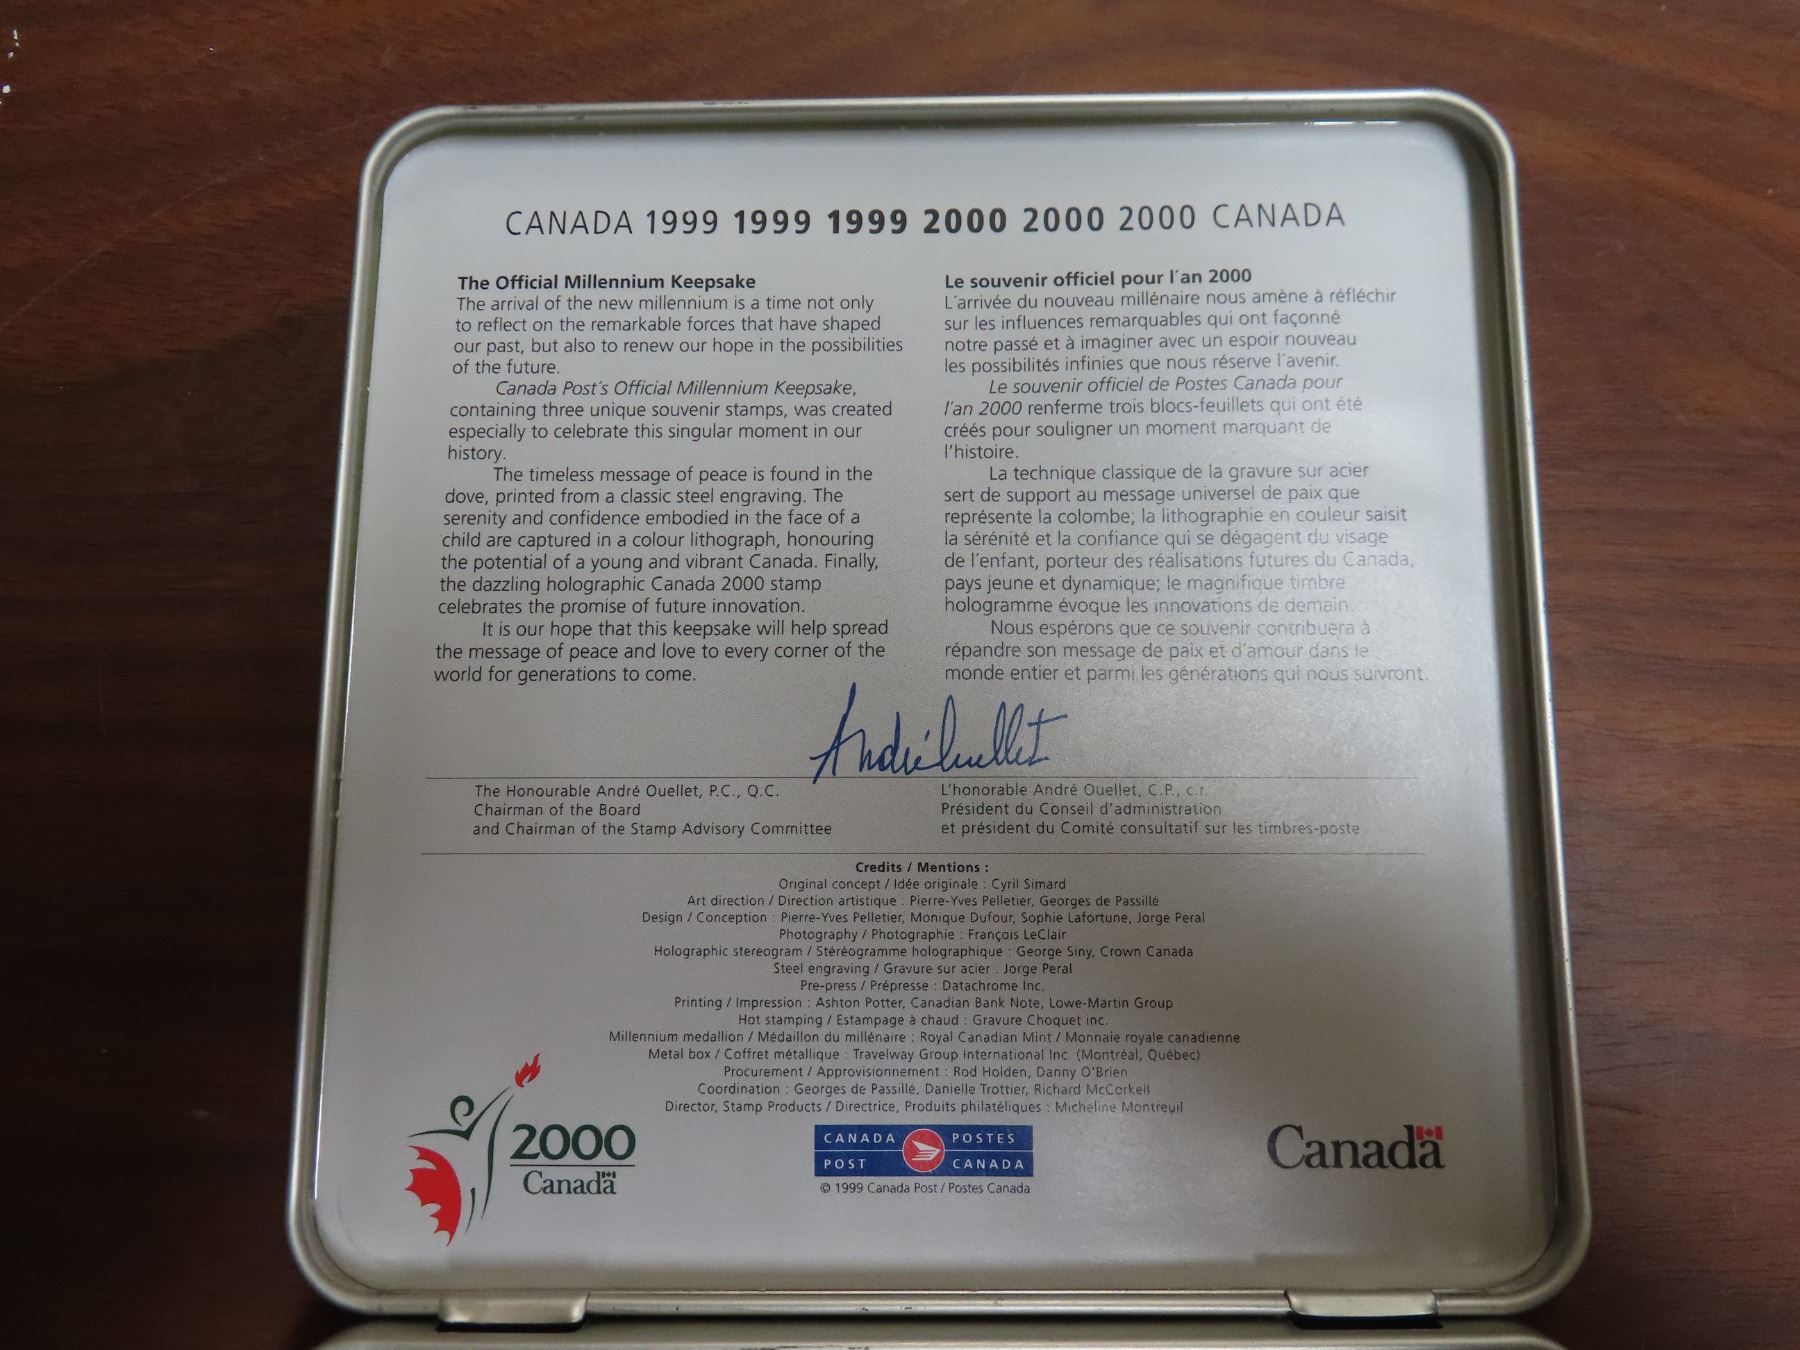 CANADA 1999 1999 1999 2000 2000 2000 CANADA
The Official Millennium Keepsake
The arrival of the new millennium is a time not only
to reflect on the remarkable forces that have shaped
our past, but also to renew our hope in the possibilities
of the future.
Canada Post's Official Millennium Keepsake,
containing three unique souvenir stamps, was created
especially to celebrate this singular moment in our
history.
The timeless message of peace is found in the
dove, printed from a classic steel engraving. The
serenity and confidence embodied in the face of a
child are captured in a colour lithograph, honouring
the potential of a young and vibrant Canada. Finally,
the dazzling holographic Canada 2000 stamp
celebrates the promise of future innovation.
It is our hope that this keepsake will help spread
the message of peace and love to every corner of the
world for generations to come.
Le souvenir officiel pour l'an 2000
L'arrivée du nouveau millénaire nous amène à réfléchir
sur les influences remarquables qui ont façonné
notre passé et à imaginer avec un espoir nouveau
les possibilités infinies que nous réserve l'avenir.
Le souvenir officiel de Postes Canada pour
l'an 2000 renferme trois blocs-feuillets qui ont été
créés pour souligner un moment marquant de
l'histoire.
La technique classique de la gravure sur acier
sert de support au message universel de paix que
représente la colombe; la lithographie en couleur saisit
la sérénité et la confiance qui se dégagent du visage
de l'enfant, porteur des réalisations futures du Canada,
pays jeune et dynamique; le magnifique timbre
hologramme évoque les innovations de demain.
Nous espérons que ce souvenir contribuera à
répandre son message de paix et d'amour dans le
monde entier et parmi les générations qui nous suivront.
André Ouellet
The Honourable André Ouellet, P.C., Q.C.
Chairman of the Board
and Chairman of the Stamp Advisory Committee
L'honorable André Ouellet, C.P., c.r.
Président du Conseil d'administration
et président du Comité consultatif sur les timbres-poste
Credits / Mentions :
Original concept / Idée originale : Cyril Simard
Art direction / Direction artistique : Pierre-Yves Pelletier, Georges de Passillé
Design / Conception : Pierre-Yves Pelletier, Monique Dufour, Sophie Lafortune, Jorge Peral
Photography / Photographie : François LeClair
Holographic stereogram / Stéréogramme holographique : George Siny, Crown Canada
Steel engraving / Gravure sur acier : Jorge Peral
Pre-press / Prépresse : Datachrome Inc.
Printing / Impression : Ashton Potter, Canadian Bank Note, Lowe-Martin Group
Hot stamping / Estampage à chaud : Gravure Choquet inc.
Millennium medallion / Médaillon du millénaire : Royal Canadian Mint / Monnaie royale canadienne
Metal box / Coffret métallique : Travelway Group International Inc. (Montréal, Québec)
Procurement / Approvisionnement : Rod Holden, Danny O'Brien
Coordination : Georges de Passillé, Danielle Trottier, Richard McCorkell
Director, Stamp Products / Directrice, Produits philatéliques : Micheline Montreuil
2000
Canada
CANADA POSTES
POST CANADA
© 1999 Canada Post / Postes Canada
Canada